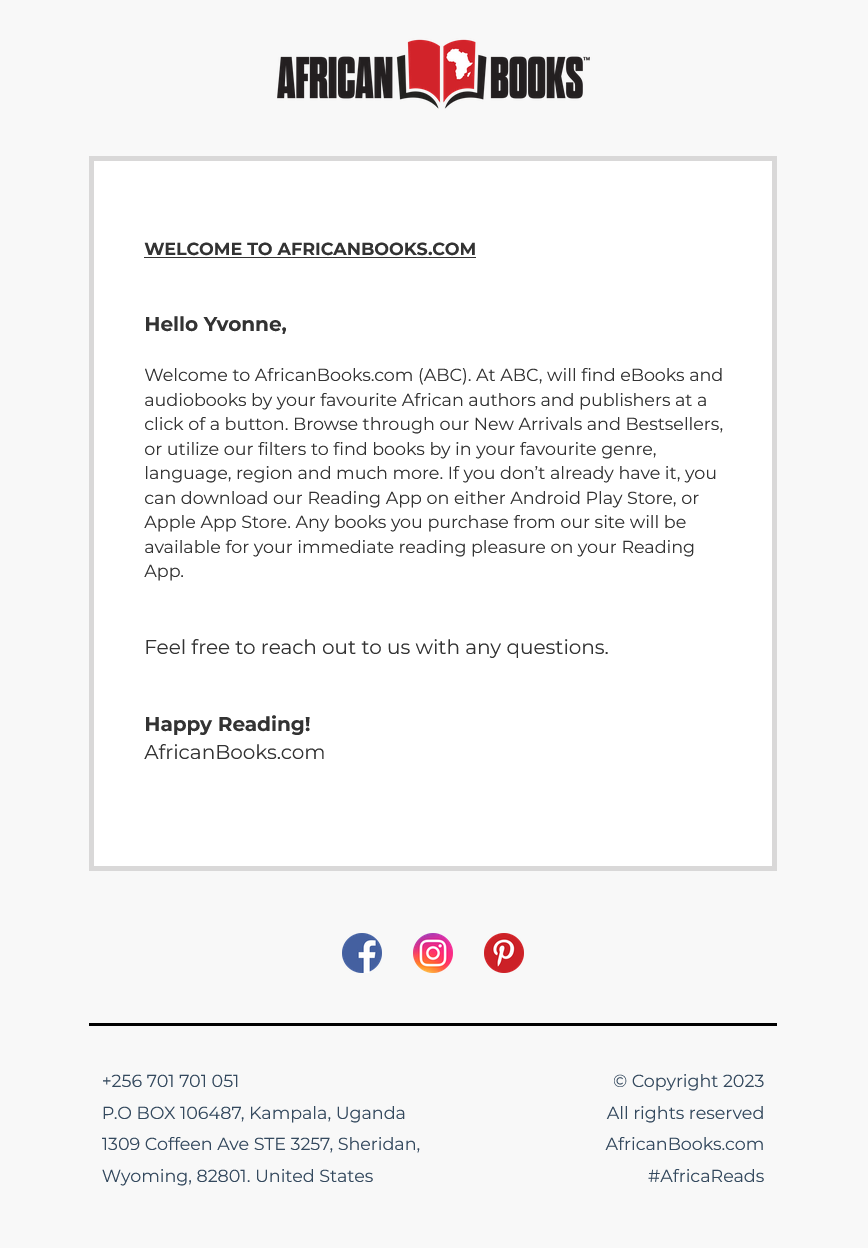 AFRICAN BOOKS™
WELCOME TO AFRICANBOOKS.COM
Hello Yvonne,
Welcome to AfricanBooks.com (ABC). At ABC, will find eBooks and
audiobooks by your favourite African authors and publishers at a
click of a button. Browse through our New Arrivals and Bestsellers,
or utilize our filters to find books by in your favourite genre,
language, region and much more. If you don’t already have it, you
can download our Reading App on either Android Play Store, or
Apple App Store. Any books you purchase from our site will be
available for your immediate reading pleasure on your Reading
App.
Feel free to reach out to us with any questions.
Happy Reading!
AfricanBooks.com
+256 701 701 051
P.O BOX 106487, Kampala, Uganda
1309 Coffeen Ave STE 3257, Sheridan,
Wyoming, 82801. United States
© Copyright 2023
All rights reserved
AfricanBooks.com
#AfricaReads